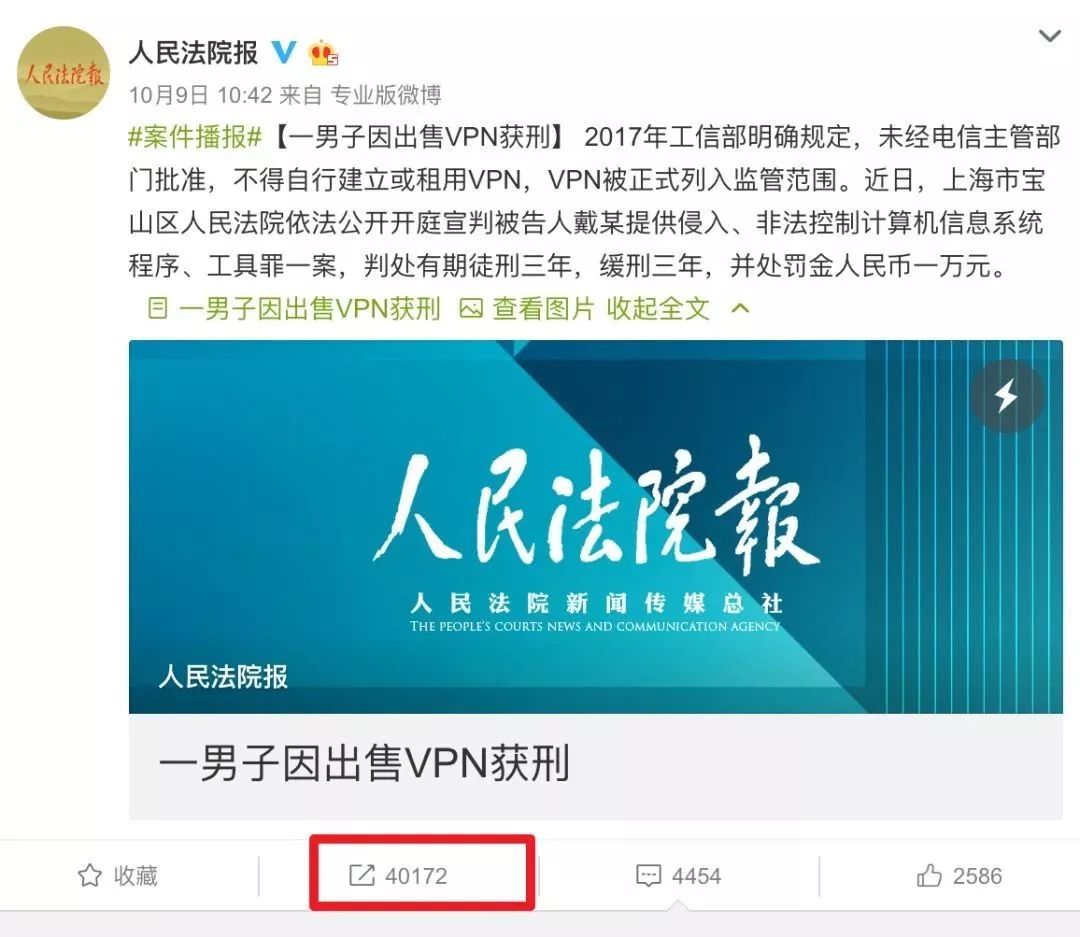 人民法院报
人民法院報
10月9日 10:42 来自 专业版微博
#案件播报#【一男子因出售VPN获刑】 2017年工信部明确规定，未经电信主管部
门批准，不得自行建立或租用VPN，VPN被正式列入监管范围。近日，上海市宝
山区人民法院依法公开开庭宣判被告人戴某提供侵入、非法控制计算机信息系统
程序、工具罪一案，判处有期徒刑三年，缓刑三年，并处罚金人民币一万元。
一男子因出售VPN获刑 查看图片 收起全文
人民法院報
人民法院新闻传媒总社
THE PEOPLE'S COURTS NEWS AND COMMUNICATION AGENCY
人民法院报
一男子因出售VPN获刑
收藏 40172 4454 2586